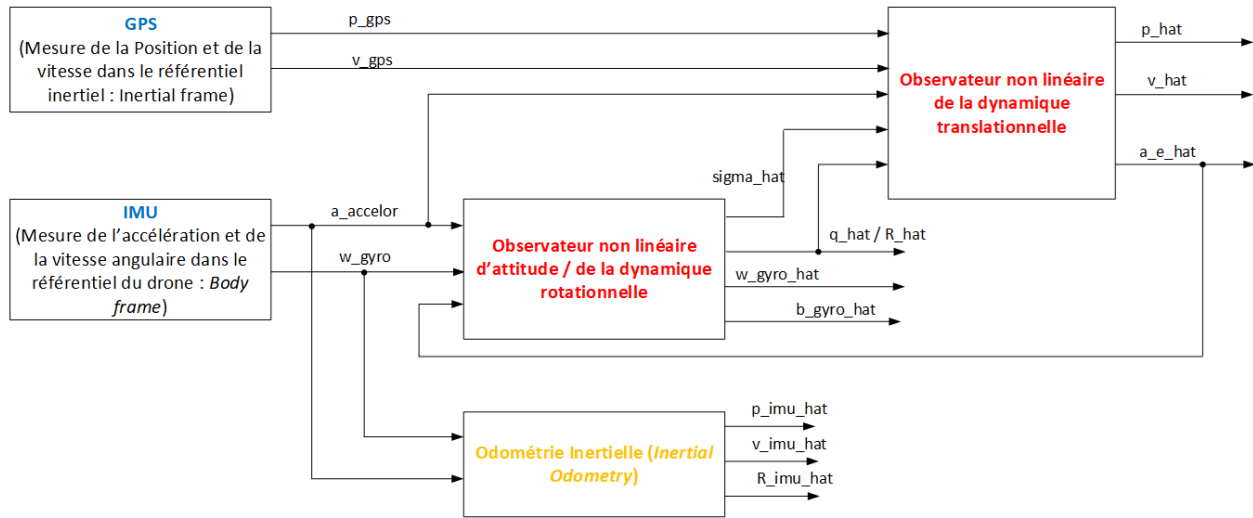 GPS
(Mesure de la Position et de la
vitesse dans le référentiel
inertiel : Inertial frame)
p_gps
v_gps
Observateur non linéaire
de la dynamique
translationnelle
p_hat
v_hat
a_e_hat
IMU
(Mesure de l’accélération et de
la vitesse angulaire dans le
référentiel du drone : Body
frame)
a_accelor
w_gyro
Observateur non linéaire
d’attitude / de la dynamique
rotationnelle
sigma_hat
q_hat / R_hat
w_gyro_hat
b_gyro_hat
Odométrie Inertielle (Inertial
Odometry)
p_imu_hat
v_imu_hat
R_imu_hat